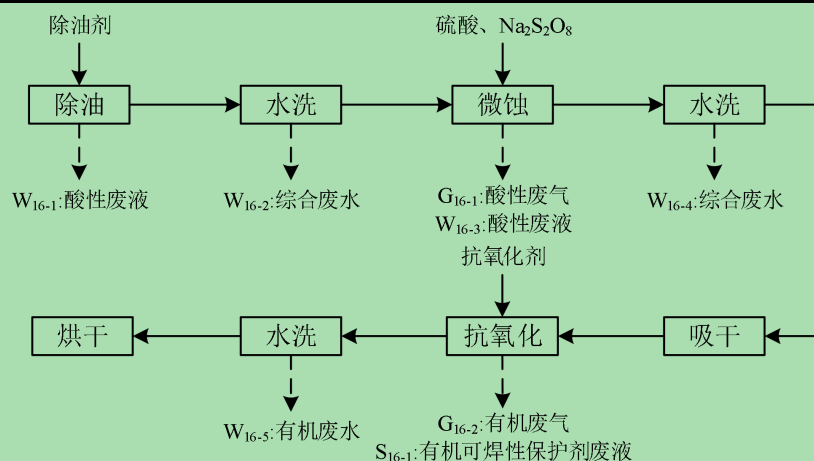 除油剂
硫酸、Na₂S₂O₈
除油
水洗
微蚀
水洗
W₁₆₋₁:酸性废液
W₁₆₋₂:综合废水
G₁₆₋₁:酸性废气
W₁₆₋₃:酸性废液
W₁₆₋₄:综合废水
抗氧化剂
烘干
水洗
抗氧化
吸干
W₁₆₋₅:有机废水
G₁₆₋₂:有机废气
S₁₆₋₁:有机可焊性保护剂废液